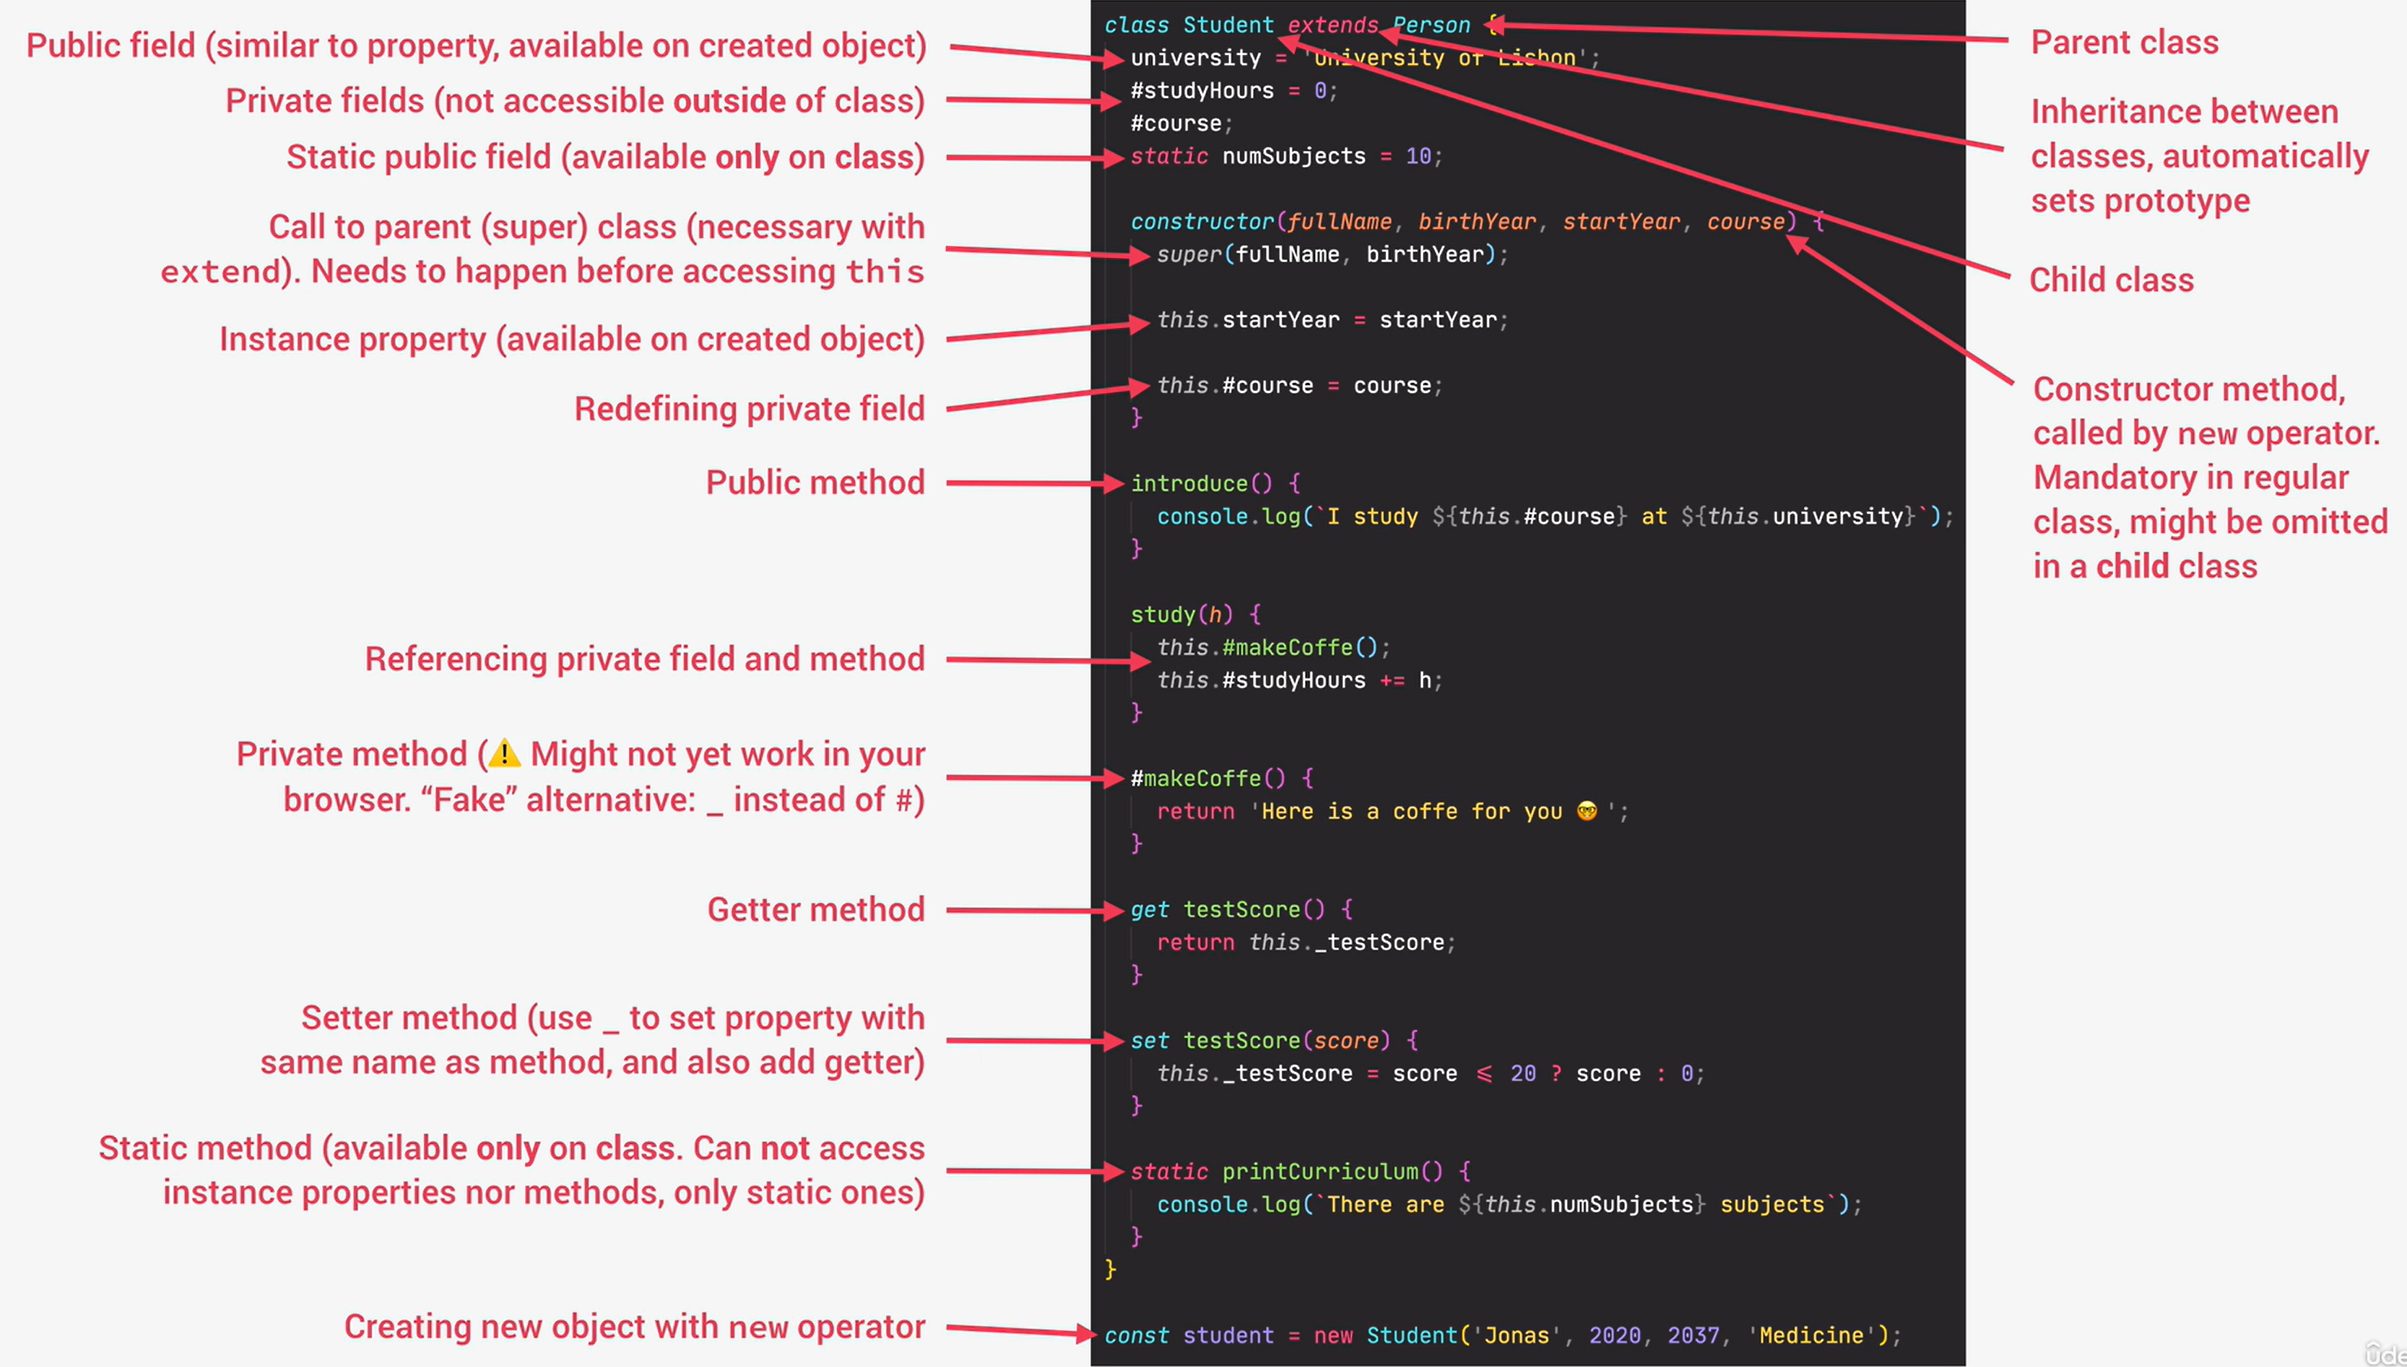 Public field (similar to property, available on created object)
Private fields (not accessible outside of class)
Static public field (available only on class)
Call to parent (super) class (necessary with
extend). Needs to happen before accessing this
Instance property (available on created object)
Redefining private field
Public method
Referencing private field and method
Private method (⚠️ Might not yet work in your
browser. “Fake” alternative: _ instead of #)
Getter method
Setter method (use _ to set property with
same name as method, and also add getter)
Static method (available only on class. Can not access
instance properties nor methods, only static ones)
Creating new object with new operator
class Student extends Person {
university = 'University of Lisbon';
#studyHours = 0;
#course;
static numSubjects = 10;
constructor(fullName, birthYear, startYear, course) {
super(fullName, birthYear);
this.startYear = startYear;
this.#course = course;
}
introduce() {
console.log(`I study ${this.#course} at ${this.university}`);
}
study(h) {
this.#makeCoffe();
this.#studyHours += h;
}
#makeCoffe() {
return 'Here is a coffe for you 🤓 ';
}
get testScore() {
return this._testScore;
}
set testScore(score) {
this._testScore = score ⩽ 20 ? score : 0;
}
static printCurriculum() {
console.log(`There are ${this.numSubjects} subjects`);
}
}
const student = new Student('Jonas', 2020, 2037, 'Medicine');
Parent class
Inheritance between
classes, automatically
sets prototype
Child class
Constructor method,
called by new operator.
Mandatory in regular
class, might be omitted
in a child class